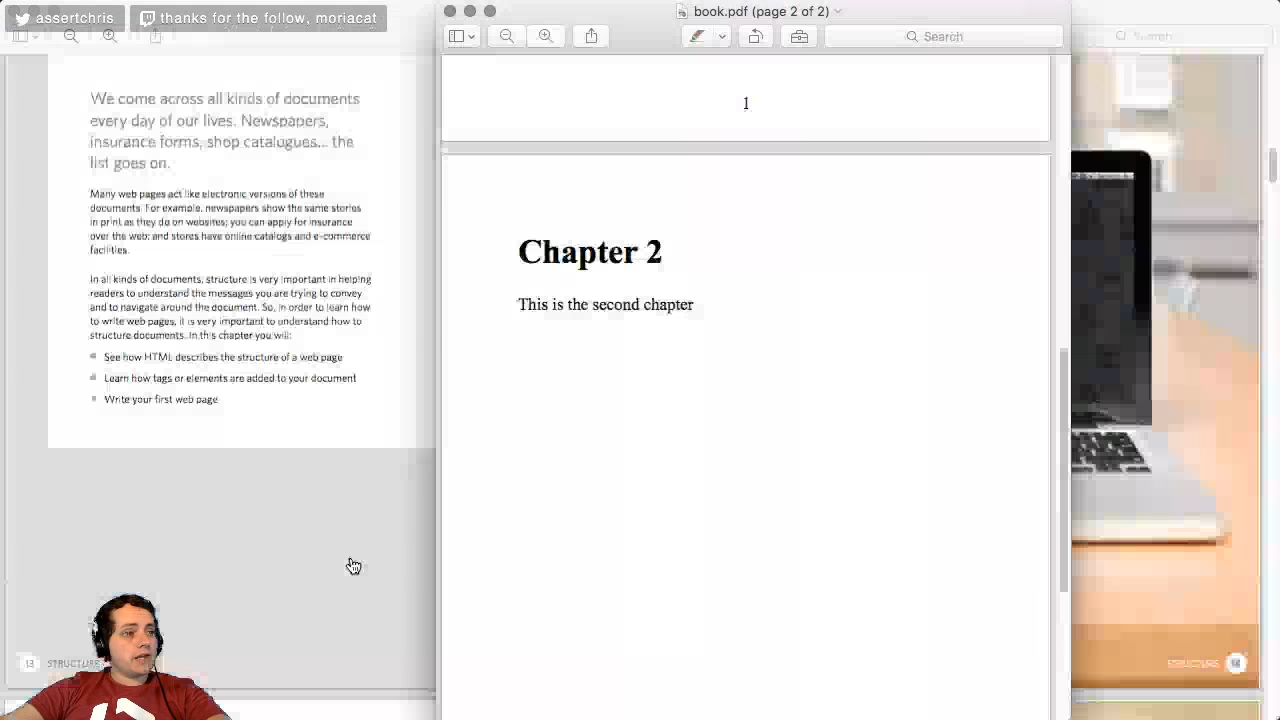 assertchris
thanks for the follow, moriacat
book.pdf (page 2 of 2)
Search
Search
1
We come across all kinds of documents
every day of our lives. Newspapers,
insurance forms, shop catalogues... the
list goes on.
Many web pages act like electronic versions of these
documents. For example, newspapers show the same stories
in print as they do on websites; you can apply for insurance
over the web; and stores have online catalogs and e-commerce
facilities.
In all kinds of documents, structure is very important in helping
readers to understand the messages you are trying to convey
and to navigate around the document. So, in order to learn how
to write web pages, it is very important to understand how to
structure documents. In this chapter you will:
See how HTML describes the structure of a web page
Learn how tags or elements are added to your document
Write your first web page
Chapter 2
This is the second chapter
13 STRUCTURE
STRUCTURE